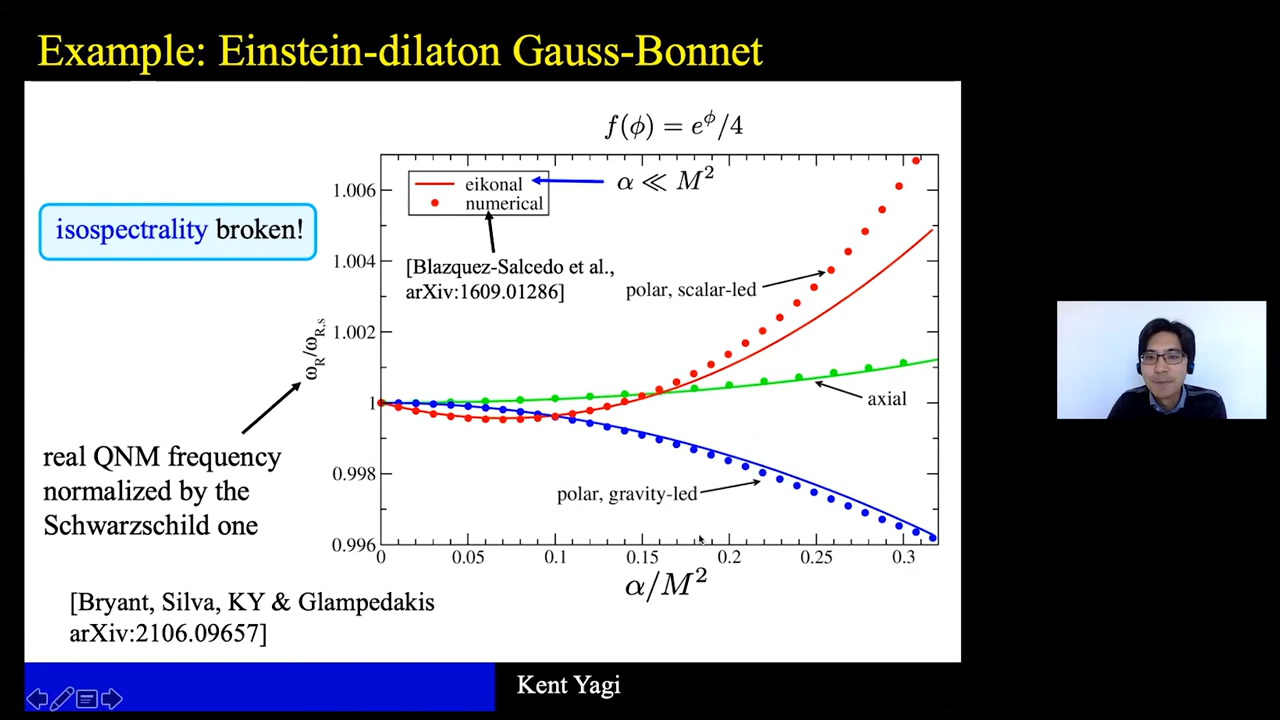 Example: Einstein-dilaton Gauss-Bonnet
f(ϕ) = e^ϕ/4
eikonal
numerical
α ≪ M²
[Blazquez-Salcedo et al.,
arXiv:1609.01286]
isospectrality broken!
polar, scalar-led
axial
polar, gravity-led
1.006
1.004
1.002
1
0.998
0.996
ω_R/ω_R,s
0
0.05
0.1
0.15
0.2
0.25
0.3
α/M²
real QNM frequency
normalized by the
Schwarzschild one
[Bryant, Silva, KY & Glampedakis
arXiv:2106.09657]
Kent Yagi